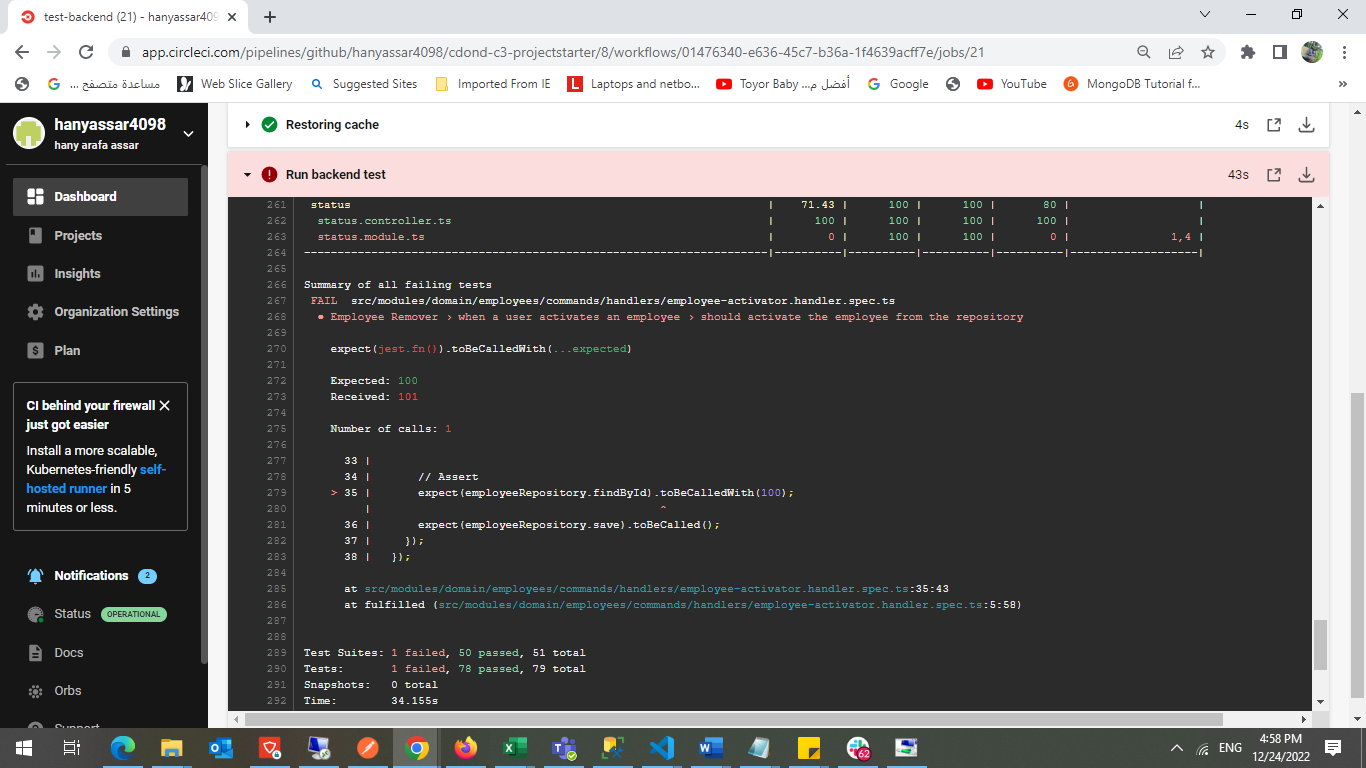 test-backend (21) - hanyassar409
app.circleci.com/pipelines/github/hanyassar4098/cdond-c3-projectstarter/8/workflows/01476340-e636-45c7-b36a-1f4639acff7e/jobs/21
مساعدة متصفح ...
Web Slice Gallery
Suggested Sites
Imported From IE
Laptops and netbo...
Toyor Baby ...أفضل م
Google
YouTube
MongoDB Tutorial f...
»
hanyassar4098
hany arafa assar
Dashboard
Projects
Insights
Organization Settings
Plan
CI behind your firewall
just got easier
Install a more scalable,
Kubernetes-friendly self-
hosted runner in 5
minutes or less.
Notifications 2
Status OPERATIONAL
Docs
Orbs
Support
Restoring cache 4s
Run backend test 43s
261 status | 71.43 | 100 | 100 | 80 | |
262 status.controller.ts | 100 | 100 | 100 | 100 | |
263 status.module.ts | 0 | 100 | 100 | 0 | 1,4 |
264 ---------------------------------------------------------------------|----------|----------|----------|----------|-------------------|
265
266 Summary of all failing tests
267 FAIL src/modules/domain/employees/commands/handlers/employee-activator.handler.spec.ts
268 ● Employee Remover › when a user activates an employee › should activate the employee from the repository
269
270 expect(jest.fn()).toBeCalledWith(...expected)
271
272 Expected: 100
273 Received: 101
274
275 Number of calls: 1
276
277 33 |
278 34 | // Assert
279 > 35 | expect(employeeRepository.findById).toBeCalledWith(100);
280 | ^
281 36 | expect(employeeRepository.save).toBeCalled();
282 37 | });
283 38 | });
284
285 at src/modules/domain/employees/commands/handlers/employee-activator.handler.spec.ts:35:43
286 at fulfilled (src/modules/domain/employees/commands/handlers/employee-activator.handler.spec.ts:5:58)
287
288
289 Test Suites: 1 failed, 50 passed, 51 total
290 Tests: 1 failed, 78 passed, 79 total
291 Snapshots: 0 total
292 Time: 34.155s
62
ENG
4:58 PM
12/24/2022